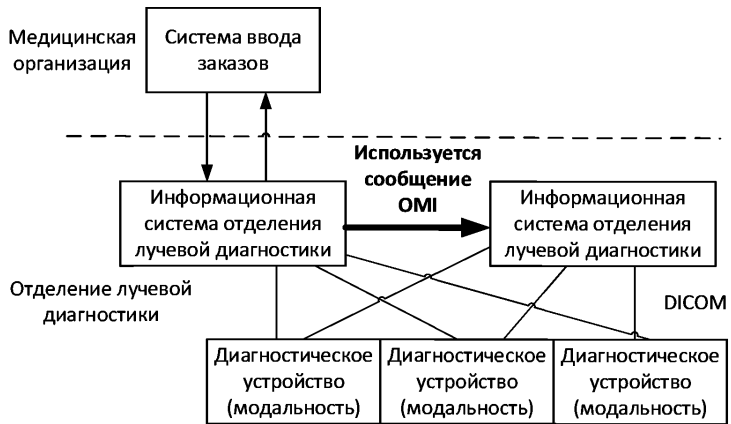 Медицинская
организация
Система ввода
заказов
Используется
сообщение
OMI
Информационная
система отделения
лучевой диагностики
Информационная
система отделения
лучевой диагностики
Отделение лучевой
диагностики
DICOM
Диагностическое
устройство
(модальность)
Диагностическое
устройство
(модальность)
Диагностическое
устройство
(модальность)